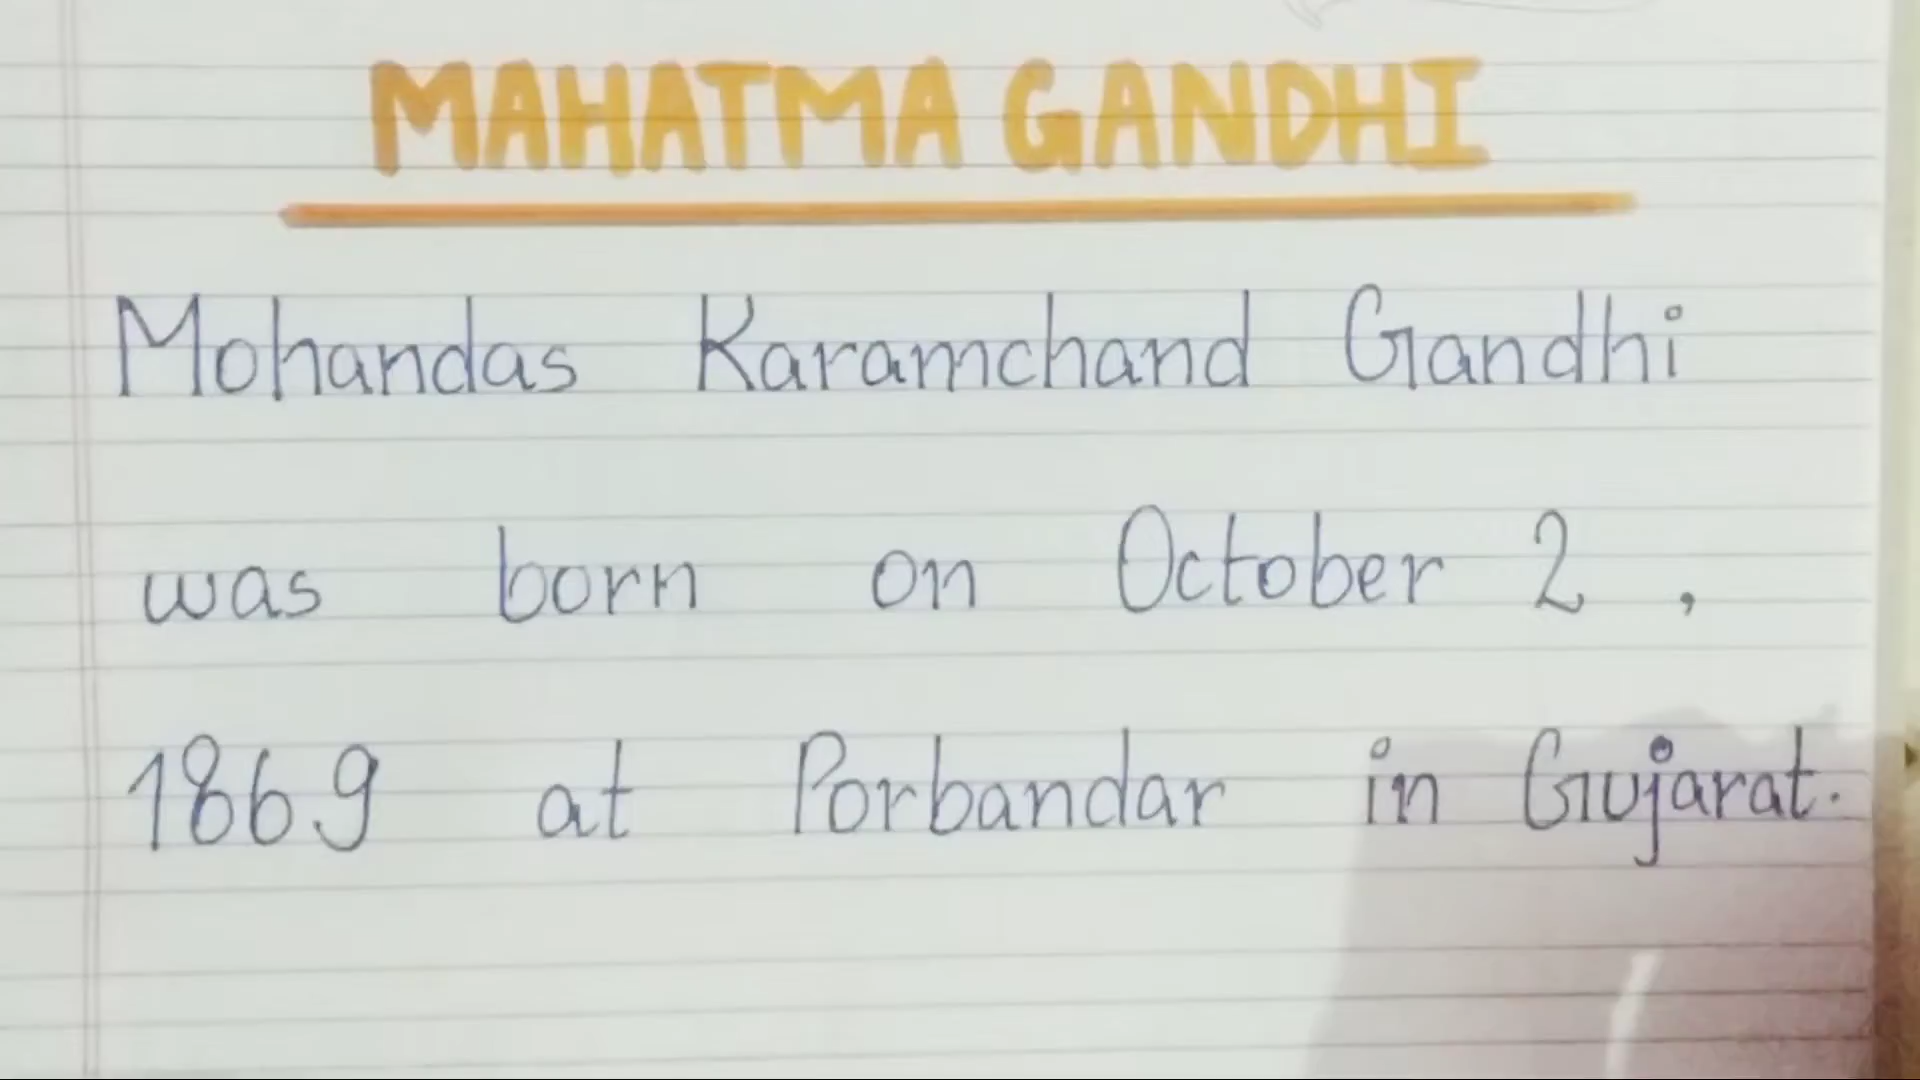 MAHATMA GANDHI
Mohandas Karamchand Gandhi
was born on October 2,
1869 at Porbandar in Gujarat.